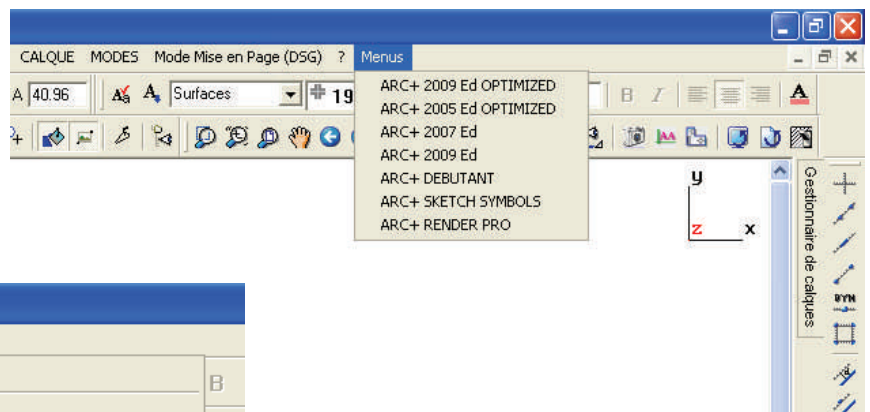 CALQUE MODES Mode Mise en Page (DSG) ? Menus
A 40.96 A Surfaces 19 B I A
ARC+ 2009 Ed OPTIMIZED
ARC+ 2005 Ed OPTIMIZED
ARC+ 2007 Ed
ARC+ 2009 Ed
ARC+ DEBUTANT
ARC+ SKETCH SYMBOLS
ARC+ RENDER PRO
y
z x
Gestionnaire de calques
B